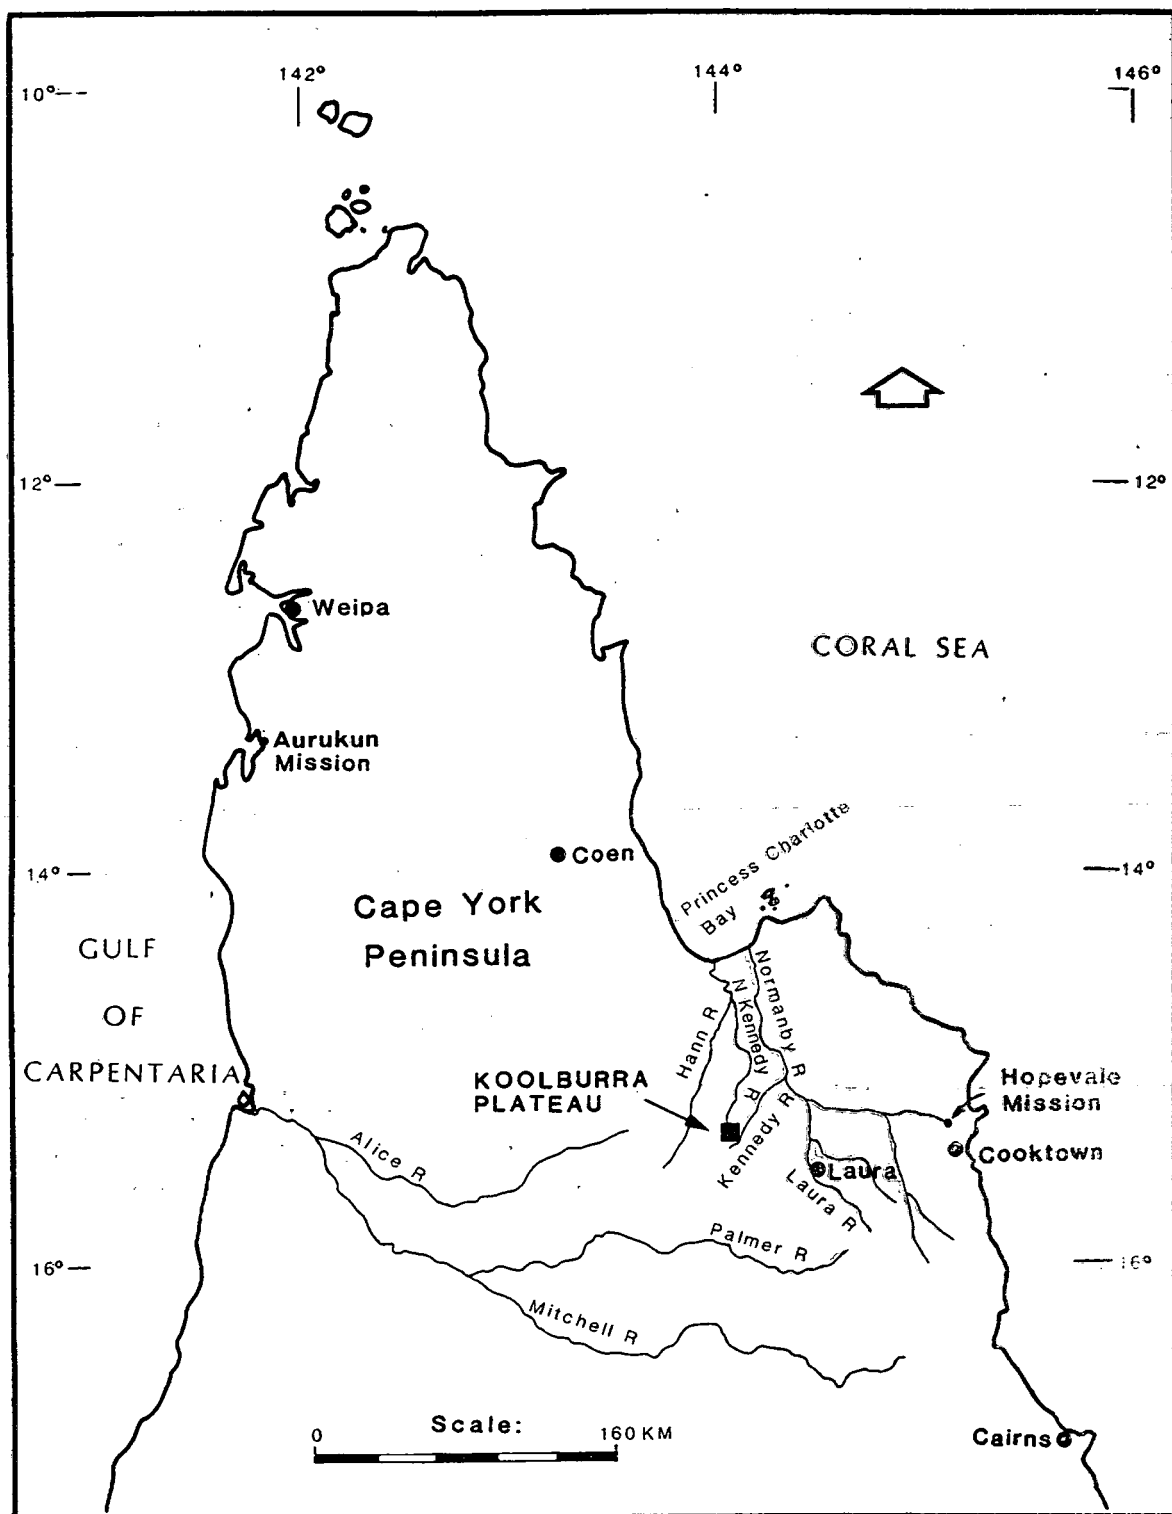 142°
144°
146°
10°
12°
12°
Weipa
CORAL SEA
Aurukun
Mission
Princess Charlotte
Bay
Coen
14°
14°
Cape York
Peninsula
GULF
OF
CARPENTARIA
Normanby R
N Kennedy R
Hann R
KOOLBURRA
PLATEAU
Hopevale
Mission
Kennedy R
Alice R
Cooktown
Laura
Laura R
Palmer R
16°
16°
Mitchell R
Scale:
0 160 KM
Cairns